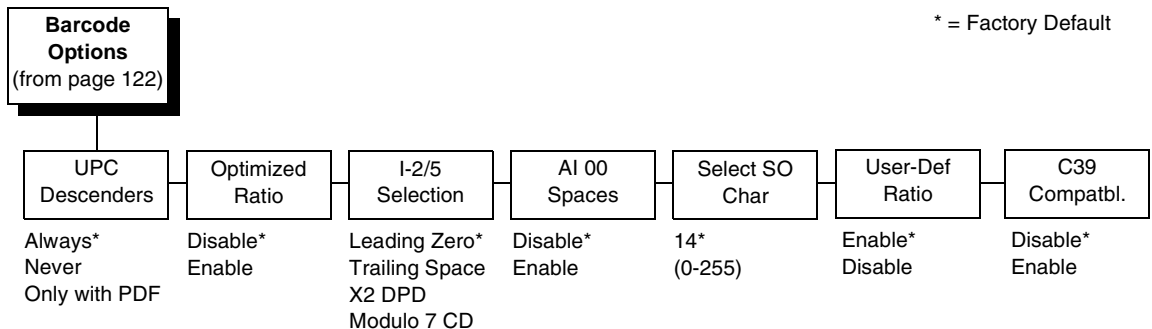 Barcode
Options
(from page 122)
* = Factory Default
UPC
Descenders
Always*
Never
Only with PDF
Optimized
Ratio
Disable*
Enable
I-2/5
Selection
Leading Zero*
Trailing Space
X2 DPD
Modulo 7 CD
AI 00
Spaces
Disable*
Enable
Select SO
Char
14*
(0-255)
User-Def
Ratio
Enable*
Disable
C39
Compatbl.
Disable*
Enable